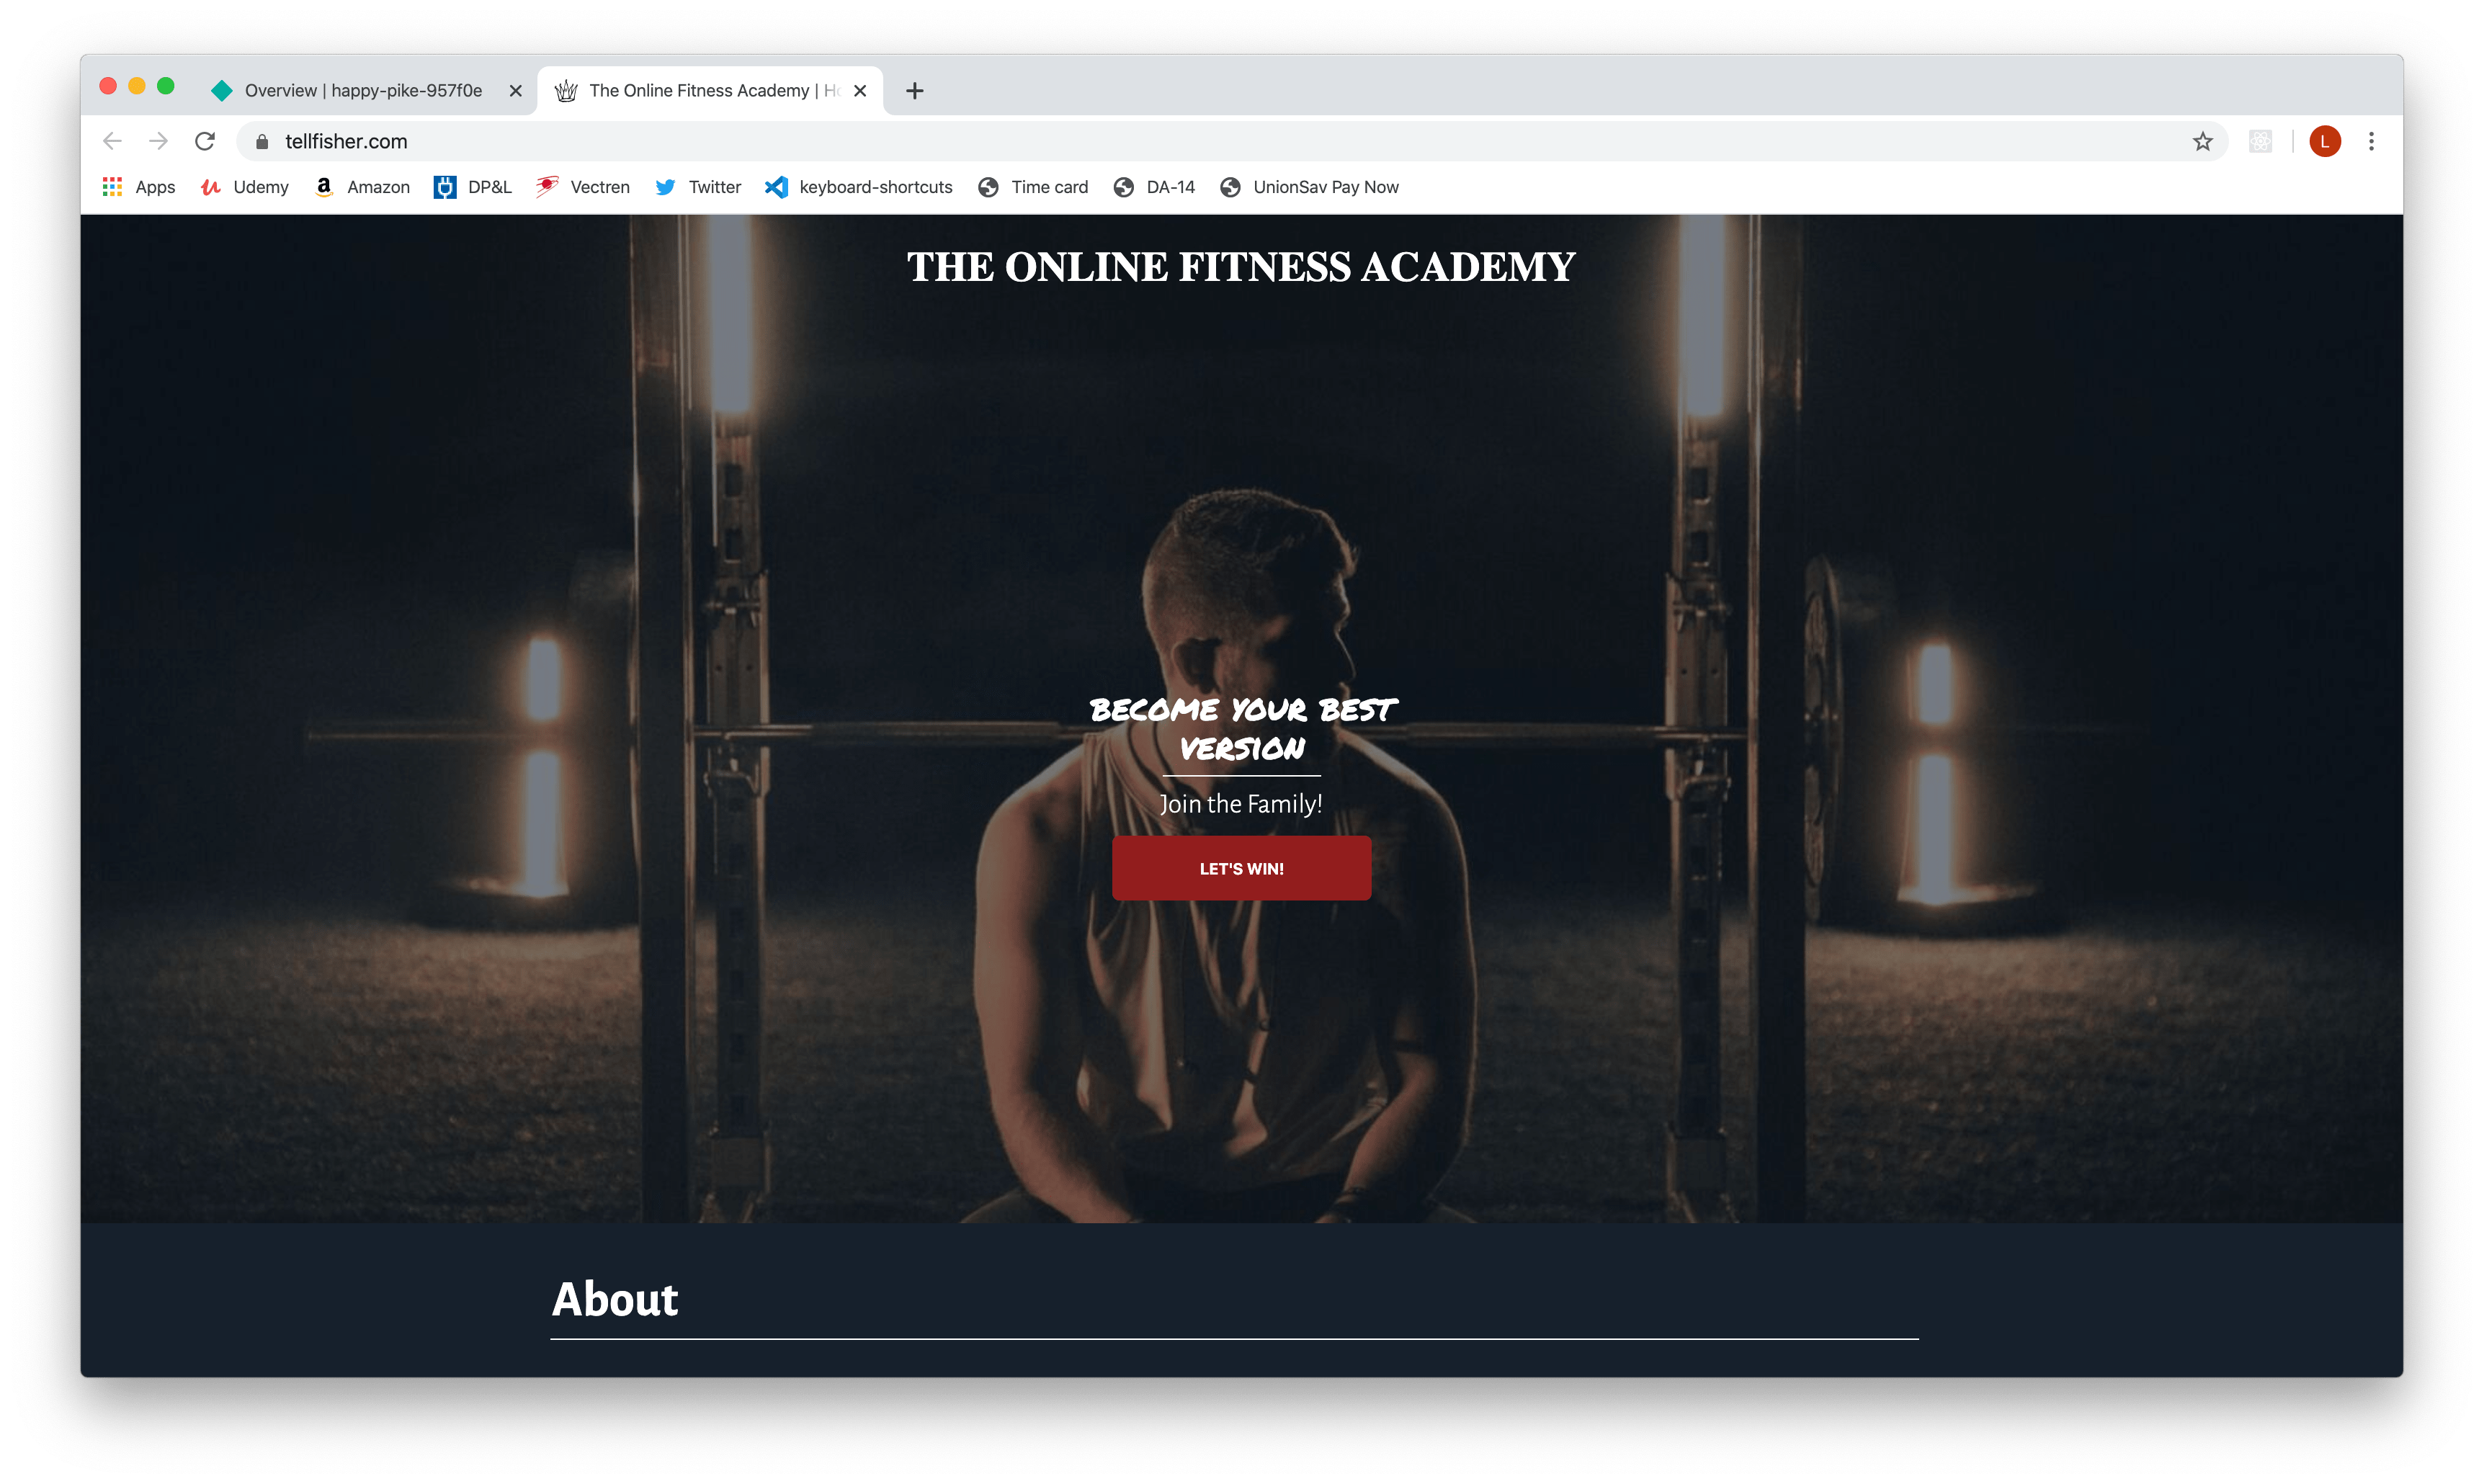 Overview | happy-pike-957f0e
The Online Fitness Academy | Ho
tellfisher.com
L
Apps
Udemy
Amazon
DP&L
Vectren
Twitter
keyboard-shortcuts
Time card
DA-14
UnionSav Pay Now
THE ONLINE FITNESS ACADEMY
BECOME YOUR BEST
VERSION
Join the Family!
LET'S WIN!
About